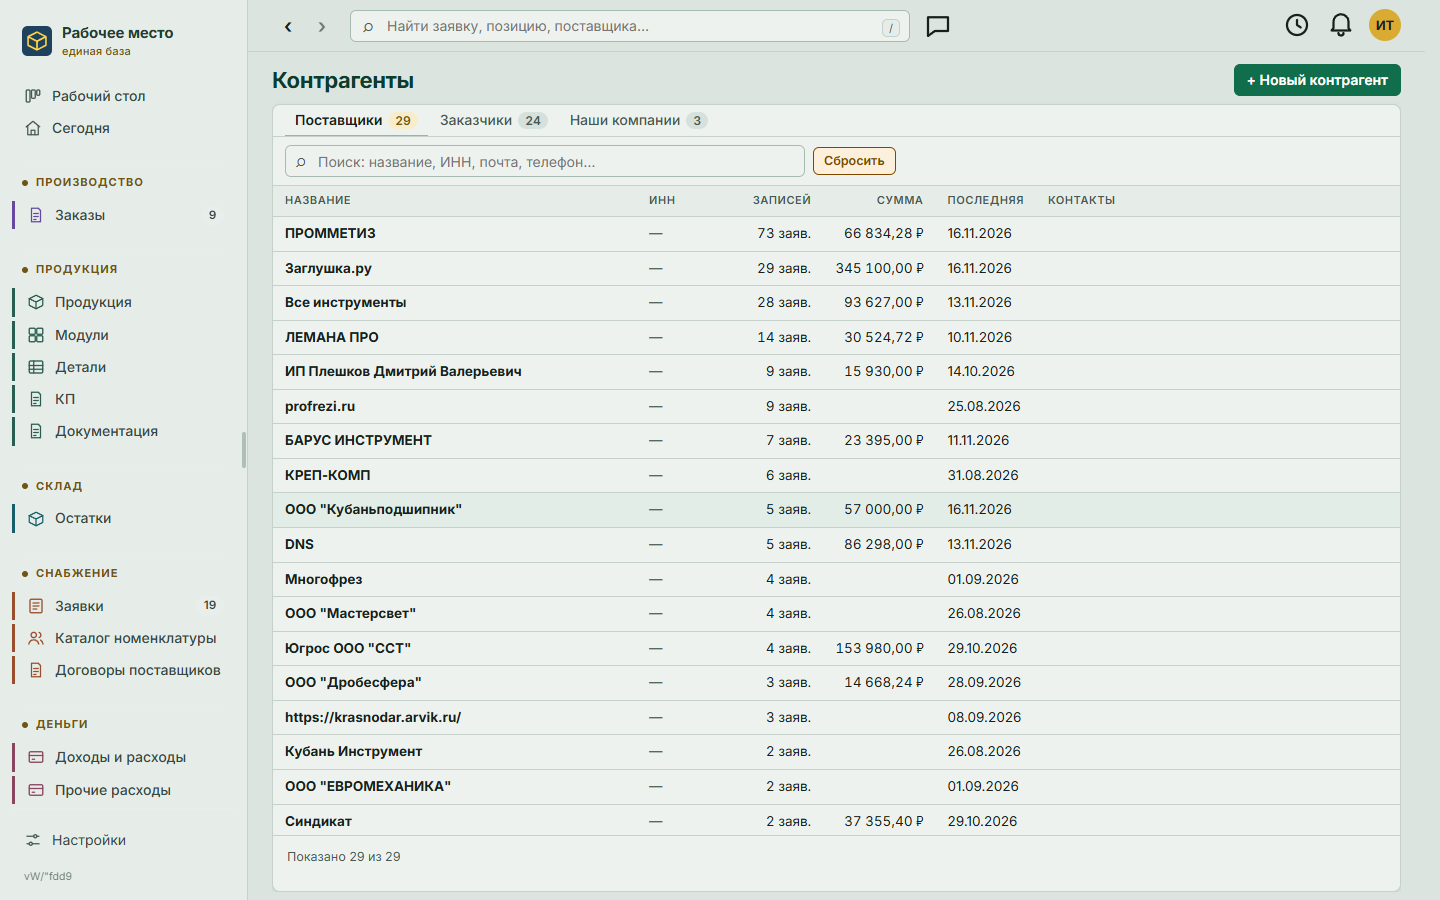 Рабочее место
единая база
Рабочий стол
Сегодня
ПРОИЗВОДСТВО
Заказы 9
ПРОДУКЦИЯ
Продукция
Модули
Детали
КП
Документация
СКЛАД
Остатки
СНАБЖЕНИЕ
Заявки 19
Каталог номенклатуры
Договоры поставщиков
ДЕНЬГИ
Доходы и расходы
Прочие расходы
Настройки
vW/"fdd9
Найти заявку, позицию, поставщика... /
ИТ
Контрагенты
+ Новый контрагент
Поставщики 29 Заказчики 24 Наши компании 3
Поиск: название, ИНН, почта, телефон... Сбросить
НАЗВАНИЕ ИНН ЗАПИСЕЙ СУММА ПОСЛЕДНЯЯ КОНТАКТЫ
ПРОММЕТИЗ — 73 заяв. 66 834,28 ₽ 16.11.2026
Заглушка.ру — 29 заяв. 345 100,00 ₽ 16.11.2026
Все инструменты — 28 заяв. 93 627,00 ₽ 13.11.2026
ЛЕМАНА ПРО — 14 заяв. 30 524,72 ₽ 10.11.2026
ИП Плешков Дмитрий Валерьевич — 9 заяв. 15 930,00 ₽ 14.10.2026
profrezi.ru — 9 заяв. 25.08.2026
БАРУС ИНСТРУМЕНТ — 7 заяв. 23 395,00 ₽ 11.11.2026
КРЕП-КОМП — 6 заяв. 31.08.2026
ООО "Кубаньподшипник" — 5 заяв. 57 000,00 ₽ 16.11.2026
DNS — 5 заяв. 86 298,00 ₽ 13.11.2026
Многофрез — 4 заяв. 01.09.2026
ООО "Мастерсвет" — 4 заяв. 26.08.2026
Югрос ООО "ССТ" — 4 заяв. 153 980,00 ₽ 29.10.2026
ООО "Дробесфера" — 3 заяв. 14 668,24 ₽ 28.09.2026
https://krasnodar.arvik.ru/ — 3 заяв. 08.09.2026
Кубань Инструмент — 2 заяв. 26.08.2026
ООО "ЕВРОМЕХАНИКА" — 2 заяв. 01.09.2026
Синдикат — 2 заяв. 37 355,40 ₽ 29.10.2026
Показано 29 из 29